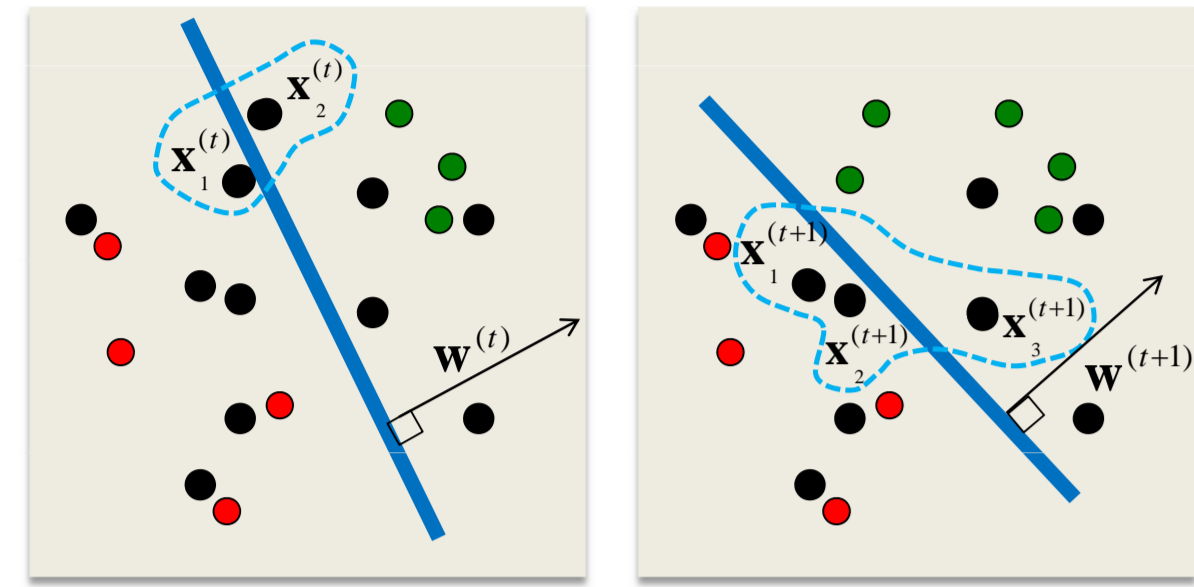 x₂^(t)
x₁^(t)
w^(t)
x₁^(t+1)
x₂^(t+1)
x₃^(t+1)
w^(t+1)